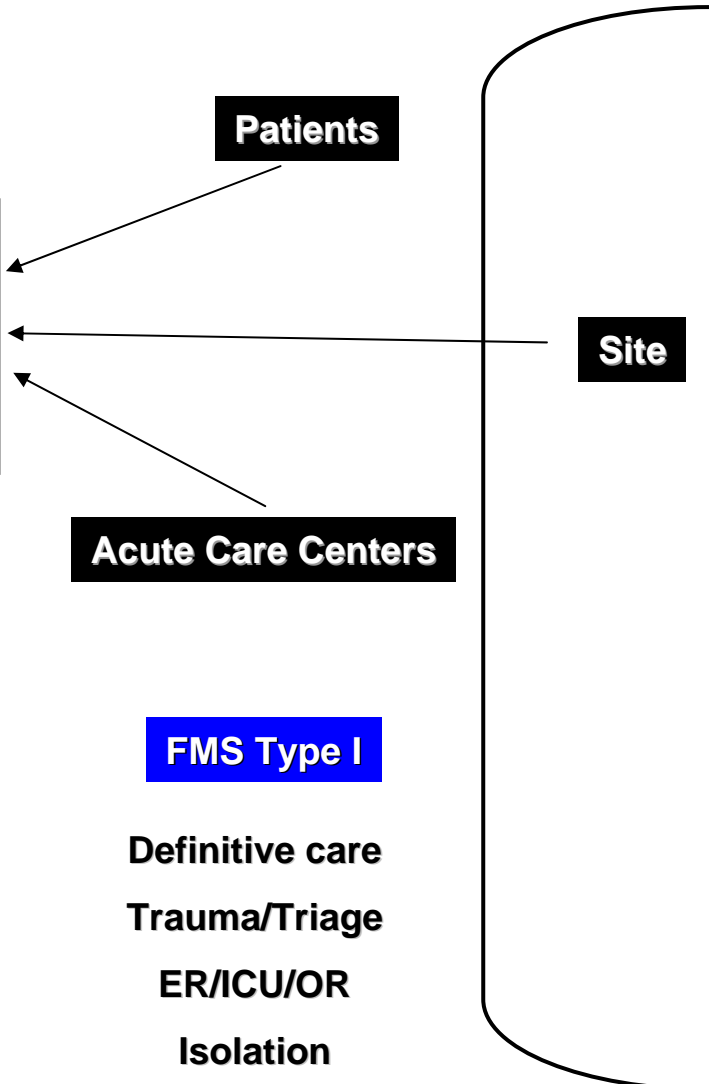 Patients
Site
Acute Care Centers
FMS Type I
Definitive care
Trauma/Triage
ER/ICU/OR
Isolation